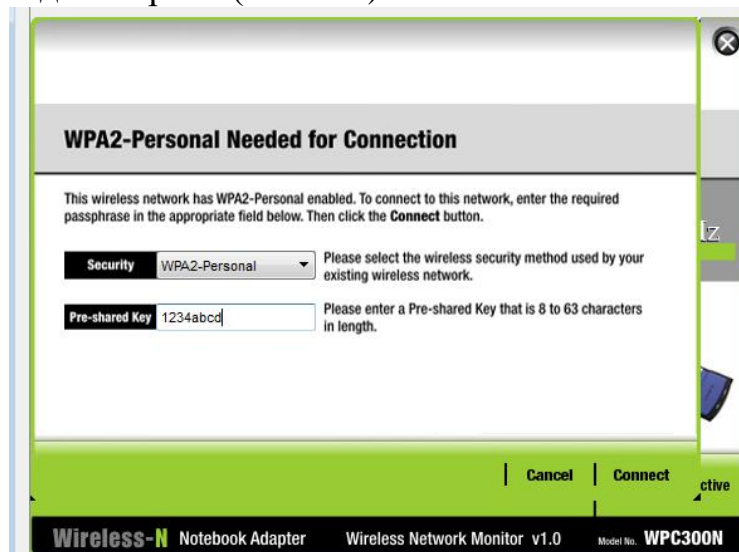 WPA2-Personal Needed for Connection
This wireless network has WPA2-Personal enabled. To connect to this network, enter the required
passphrase in the appropriate field below. Then click the Connect button.
Security WPA2-Personal Please select the wireless security method used by your
existing wireless network.
Pre-shared Key 1234abcd Please enter a Pre-shared Key that is 8 to 63 characters
in length.
Cancel Connect
Wireless-N Notebook Adapter Wireless Network Monitor v1.0 Model No. WPC300N